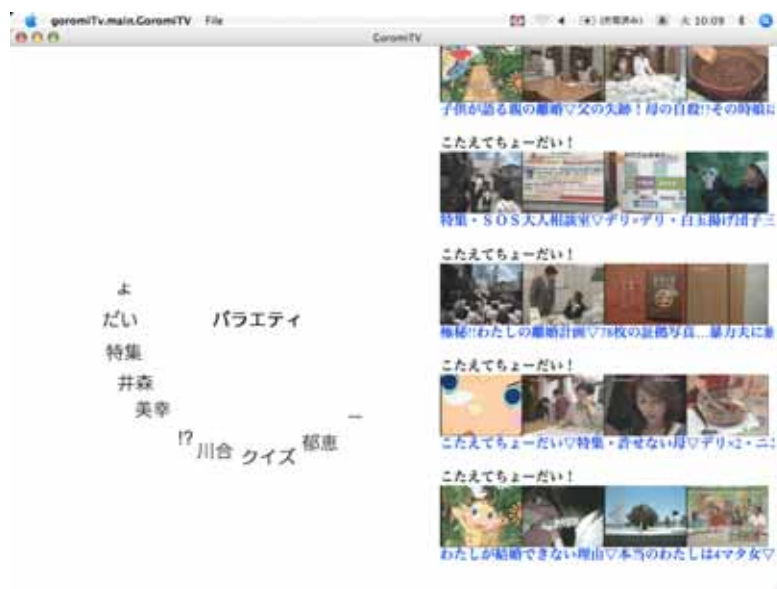 goromiTv.main.GoromiTV File
火 10:09
GoromiTV
子供が語る親の離婚▽父の失跡！母の自殺!?その時娘は
こたえてちょーだい！
特集・ＳＯＳ大人相談室▽デリ×デリ・白玉揚げ団子三
こたえてちょーだい！
極秘!!わたしの離婚計画▽78枚の証拠写真…暴力夫に
こたえてちょーだい！
こたえてちょーだい▽特集・許せない母▽デリ×2・ニ
こたえてちょーだい！
わたしが結婚できない理由▽本当のわたしは4マタ女▽
ょ
だい
バラエティ
特集
井森
美幸
ー
!?
川合
クイズ
郁恵